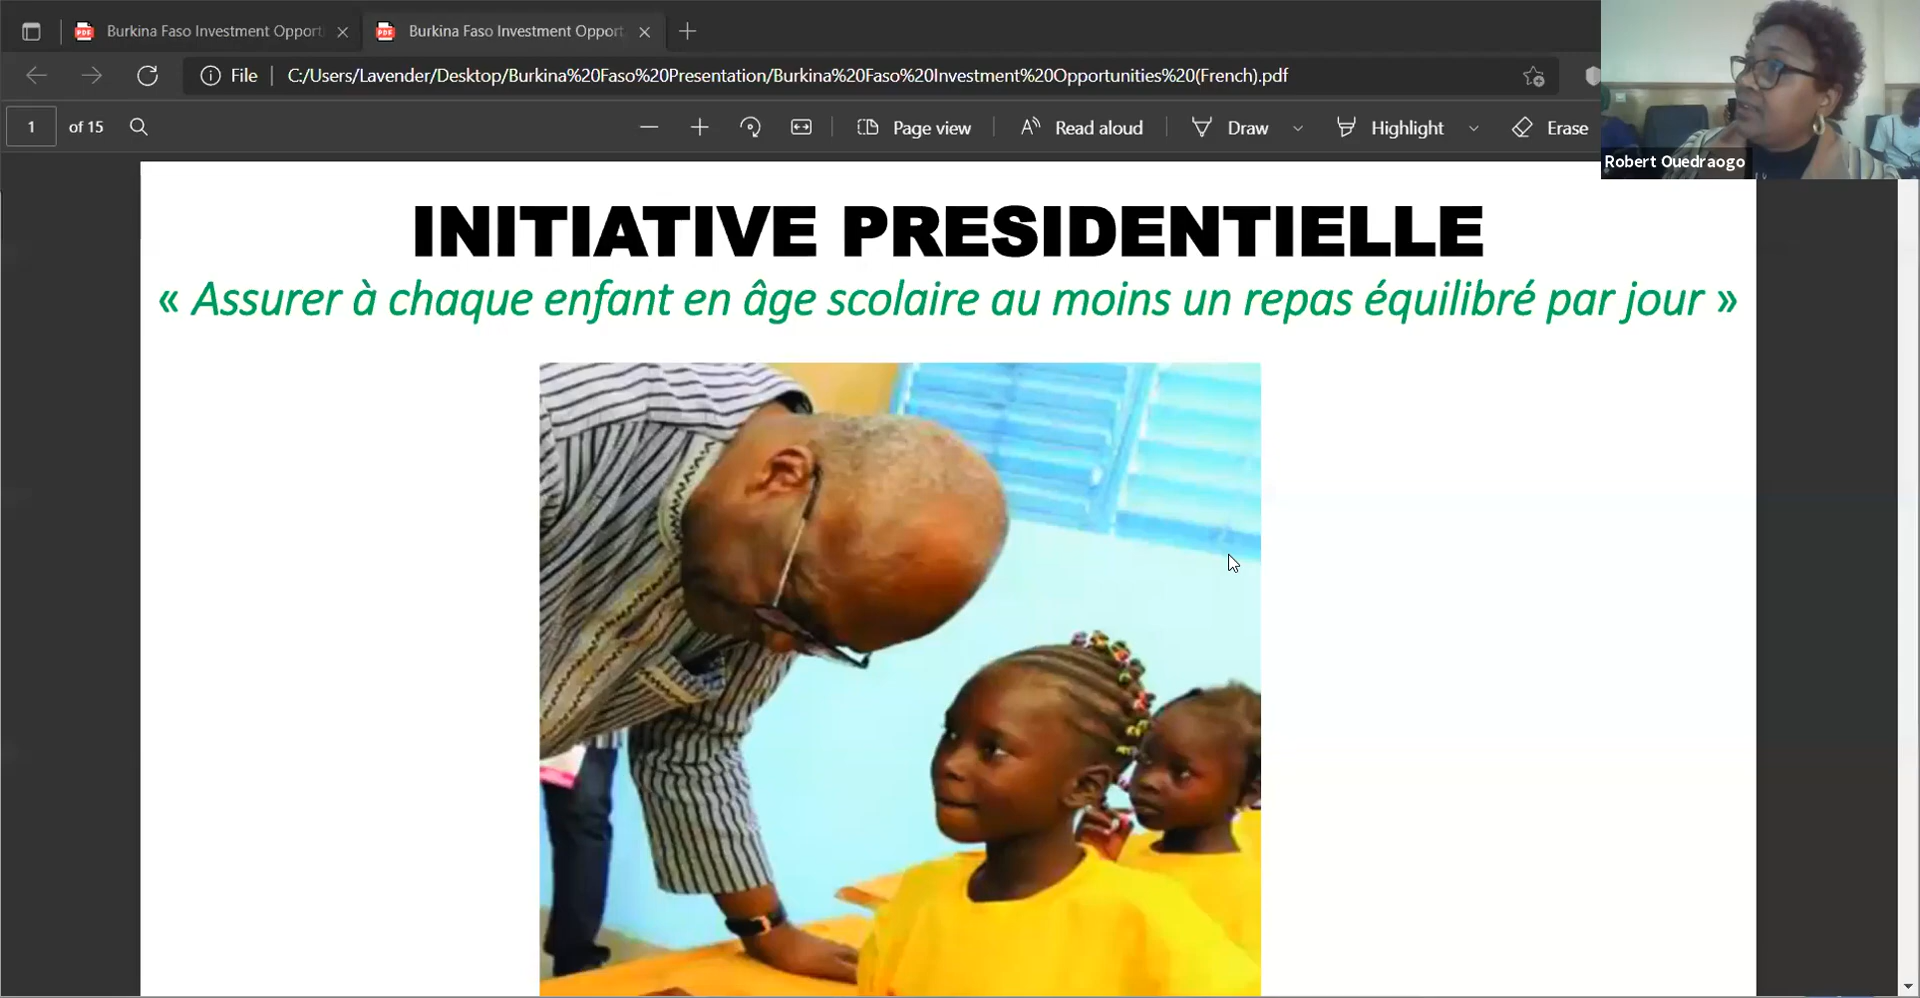 Burkina Faso Investment Opport
Burkina Faso Investment Opport
File
C:/Users/Lavender/Desktop/Burkina%20Faso%20Presentation/Burkina%20Faso%20Investment%20Opportunities%20(French).pdf
1 of 15
Page view
Read aloud
Draw
Highlight
Erase
Robert Ouedraogo
INITIATIVE PRESIDENTIELLE
« Assurer à chaque enfant en âge scolaire au moins un repas équilibré par jour »